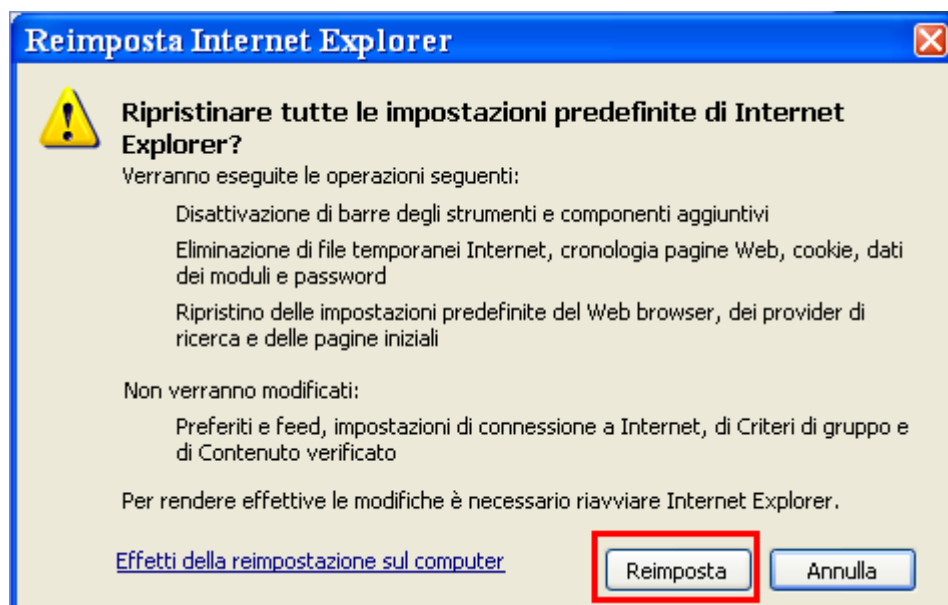 Reimposta Internet Explorer
Ripristinare tutte le impostazioni predefinite di Internet
Explorer?
Verranno eseguite le operazioni seguenti:
Disattivazione di barre degli strumenti e componenti aggiuntivi
Eliminazione di file temporanei Internet, cronologia pagine Web, cookie, dati
dei moduli e password
Ripristino delle impostazioni predefinite del Web browser, dei provider di
ricerca e delle pagine iniziali
Non verranno modificati:
Preferiti e feed, impostazioni di connessione a Internet, di Criteri di gruppo e
di Contenuto verificato
Per rendere effettive le modifiche è necessario riavviare Internet Explorer.
Effetti della reimpostazione sul computer
Reimposta
Annulla